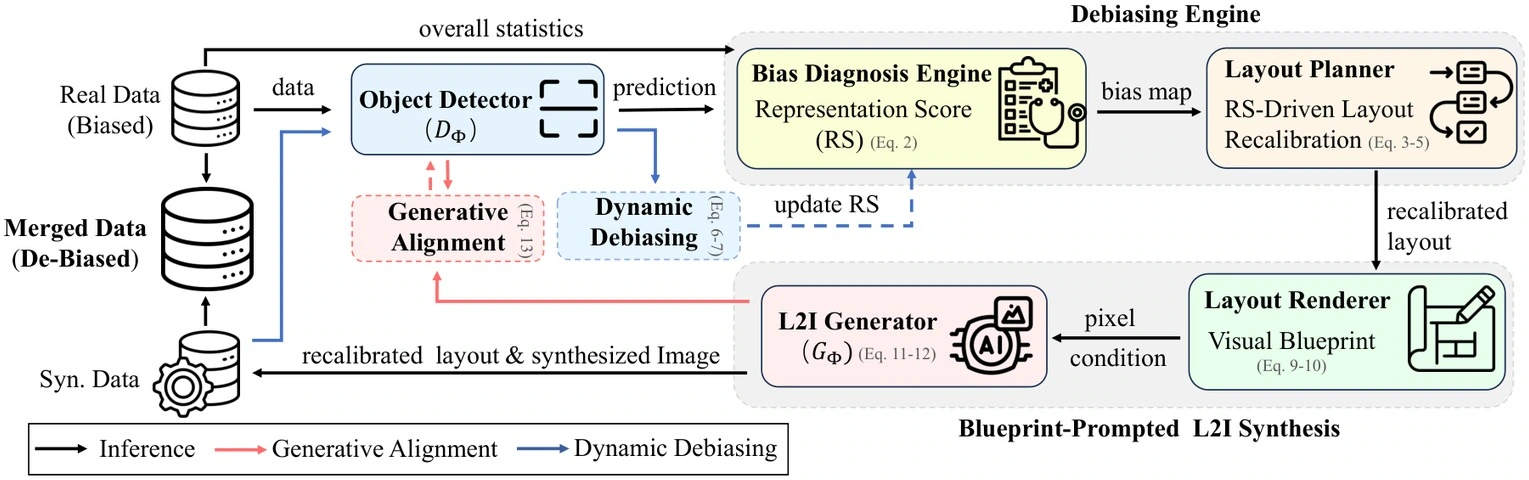 Debiasing Engine
overall statistics
Real Data
(Biased)
data
Object Detector
(D_Φ)
prediction
Bias Diagnosis Engine
Representation Score
(RS) (Eq. 2)
bias map
Layout Planner
RS-Driven Layout
Recalibration (Eq. 3-5)
Merged Data
(De-Biased)
Generative
Alignment
(Eq. 13)
Dynamic
Debiasing
(Eq. 6-7)
update RS
recalibrated
layout
L2I Generator
(G_Φ) (Eq. 11-12)
AI
pixel
condition
Layout Renderer
Visual Blueprint
(Eq. 9-10)
Syn. Data
recalibrated layout & synthesized Image
Blueprint-Prompted L2I Synthesis
Inference
Generative Alignment
Dynamic Debiasing